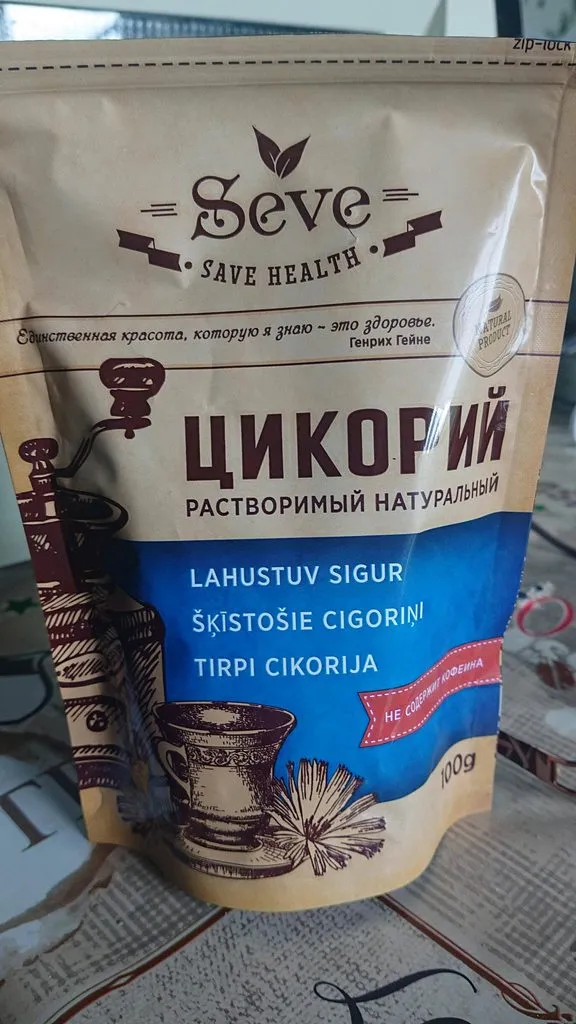 zip-lock
Seve
• SAVE HEALTH •
Единственная красота, которую я знаю – это здоровье.
Генрих Гейне
NATURAL
PRODUCT
ЦИКОРИЙ
РАСТВОРИМЫЙ НАТУРАЛЬНЫЙ
LAHUSTUV SIGUR
ŠĶĪSTOŠIE CIGORIŅI
TIRPI CIKORIJA
НЕ СОДЕРЖИТ КОФЕИНА
100g